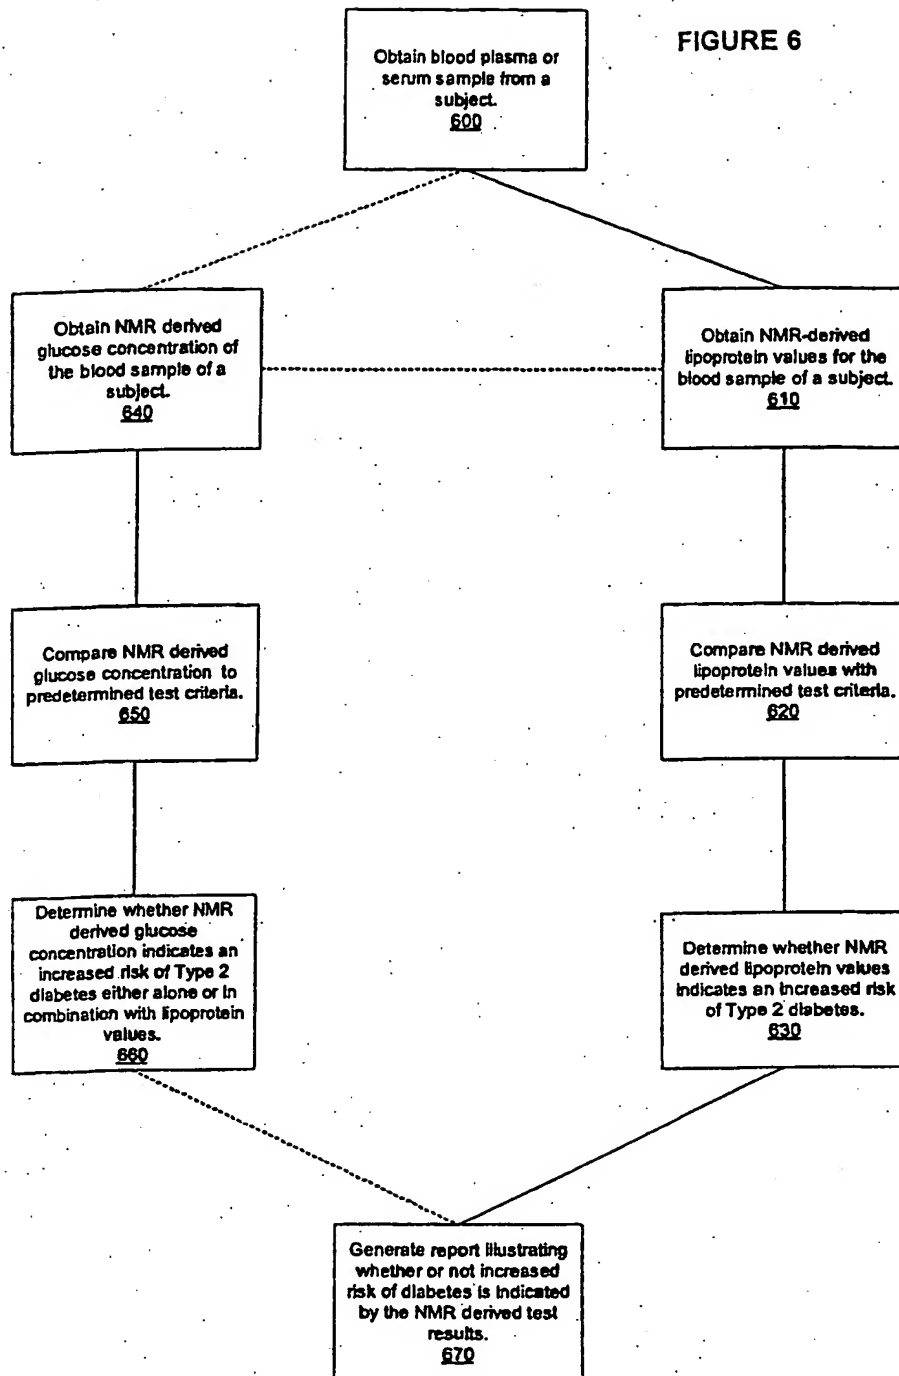 FIGURE 6
Obtain blood plasma or
serum sample from a
subject.
600
Obtain NMR derived
glucose concentration of
the blood sample of a
subject.
640
Obtain NMR-derived
lipoprotein values for the
blood sample of a subject.
610
Compare NMR derived
glucose concentration to
predetermined test criteria.
650
Compare NMR derived
lipoprotein values with
predetermined test criteria.
620
Determine whether NMR
derived glucose
concentration indicates an
increased risk of Type 2
diabetes either alone or in
combination with lipoprotein
values.
660
Determine whether NMR
derived lipoprotein values
indicates an increased risk
of Type 2 diabetes.
630
Generate report illustrating
whether or not increased
risk of diabetes is indicated
by the NMR derived test
results.
670